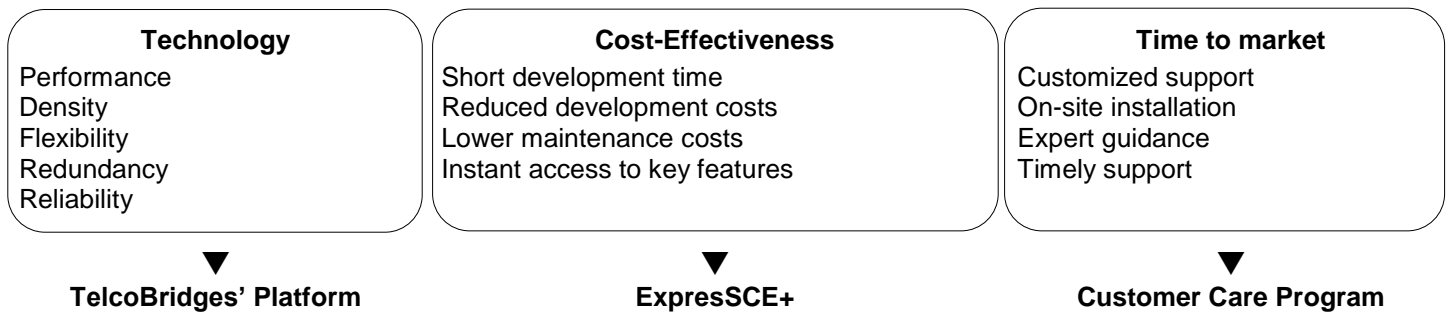 Technology
Performance
Density
Flexibility
Redundancy
Reliability
Cost-Effectiveness
Short development time
Reduced development costs
Lower maintenance costs
Instant access to key features
Time to market
Customized support
On-site installation
Expert guidance
Timely support
TelcoBridges’ Platform
ExpresSCE+
Customer Care Program